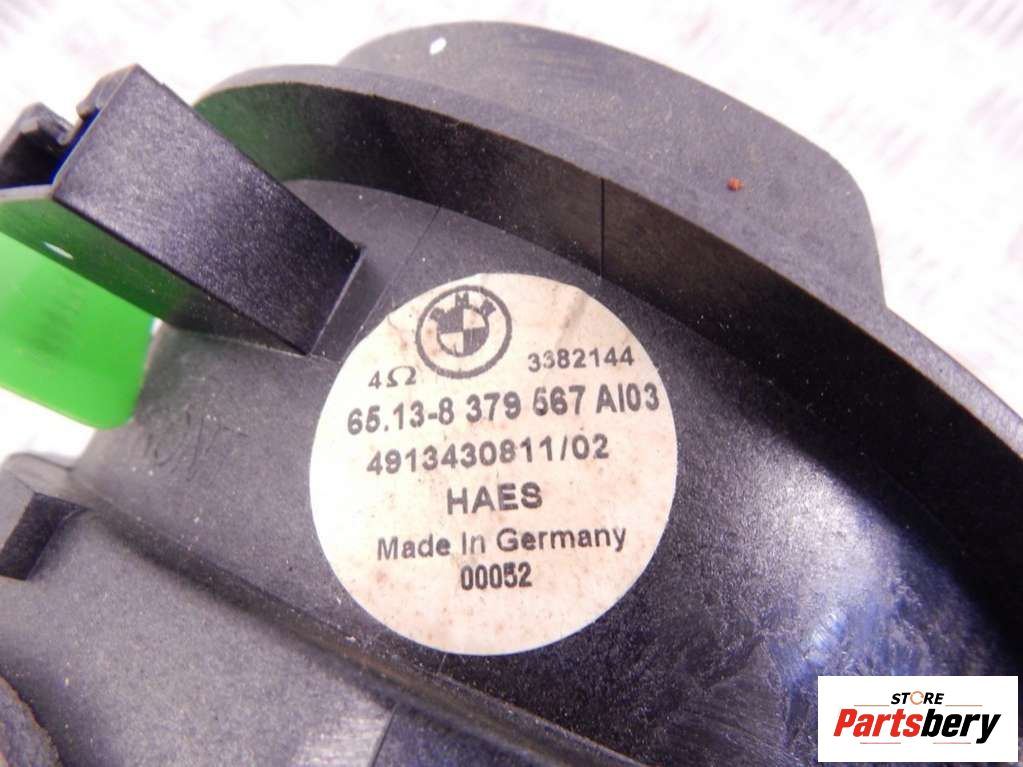 BMW
4Ω 3382144
65.13-8 379 567 AI03
4913430811/02
HAES
Made In Germany
00052
STORE
Partsbery